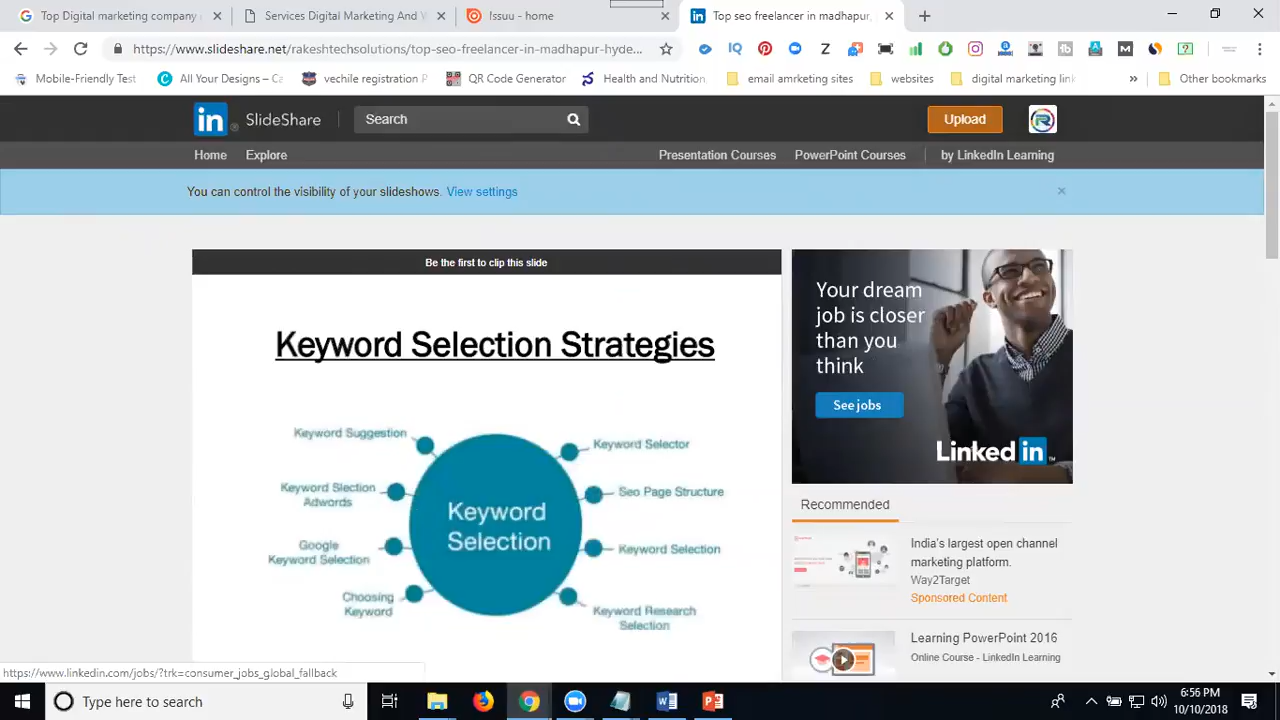 Top Digital marketing company
Services Digital Marketing And
Issuu - home
Top seo freelancer in madhapur,
https://www.slideshare.net/rakeshtechsolutions/top-seo-freelancer-in-madhapur-hyde...
Mobile-Friendly Test
All Your Designs – Ca
vechile registration P
QR Code Generator
Health and Nutrition
email amrketing sites
websites
digital marketing link
Other bookmarks
in SlideShare
Search
Upload
Home
Explore
Presentation Courses
PowerPoint Courses
by LinkedIn Learning
You can control the visibility of your slideshows. View settings
Be the first to clip this slide
Keyword Selection Strategies
Keyword Suggestion
Keyword Slection
Adwords
Google
Keyword Selection
Choosing
Keyword
Keyword
Selection
Keyword Selector
Seo Page Structure
Keyword Selection
Keyword Research
Selection
Your dream
job is closer
than you
think
See jobs
Linked in
Recommended
India's largest open channel
marketing platform.
Way2Target
Sponsored Content
Learning PowerPoint 2016
Online Course - LinkedIn Learning
https://www.linkedin.com/jobs/?trk=consumer_jobs_global_fallback
Type here to search
6:56 PM
10/10/2018